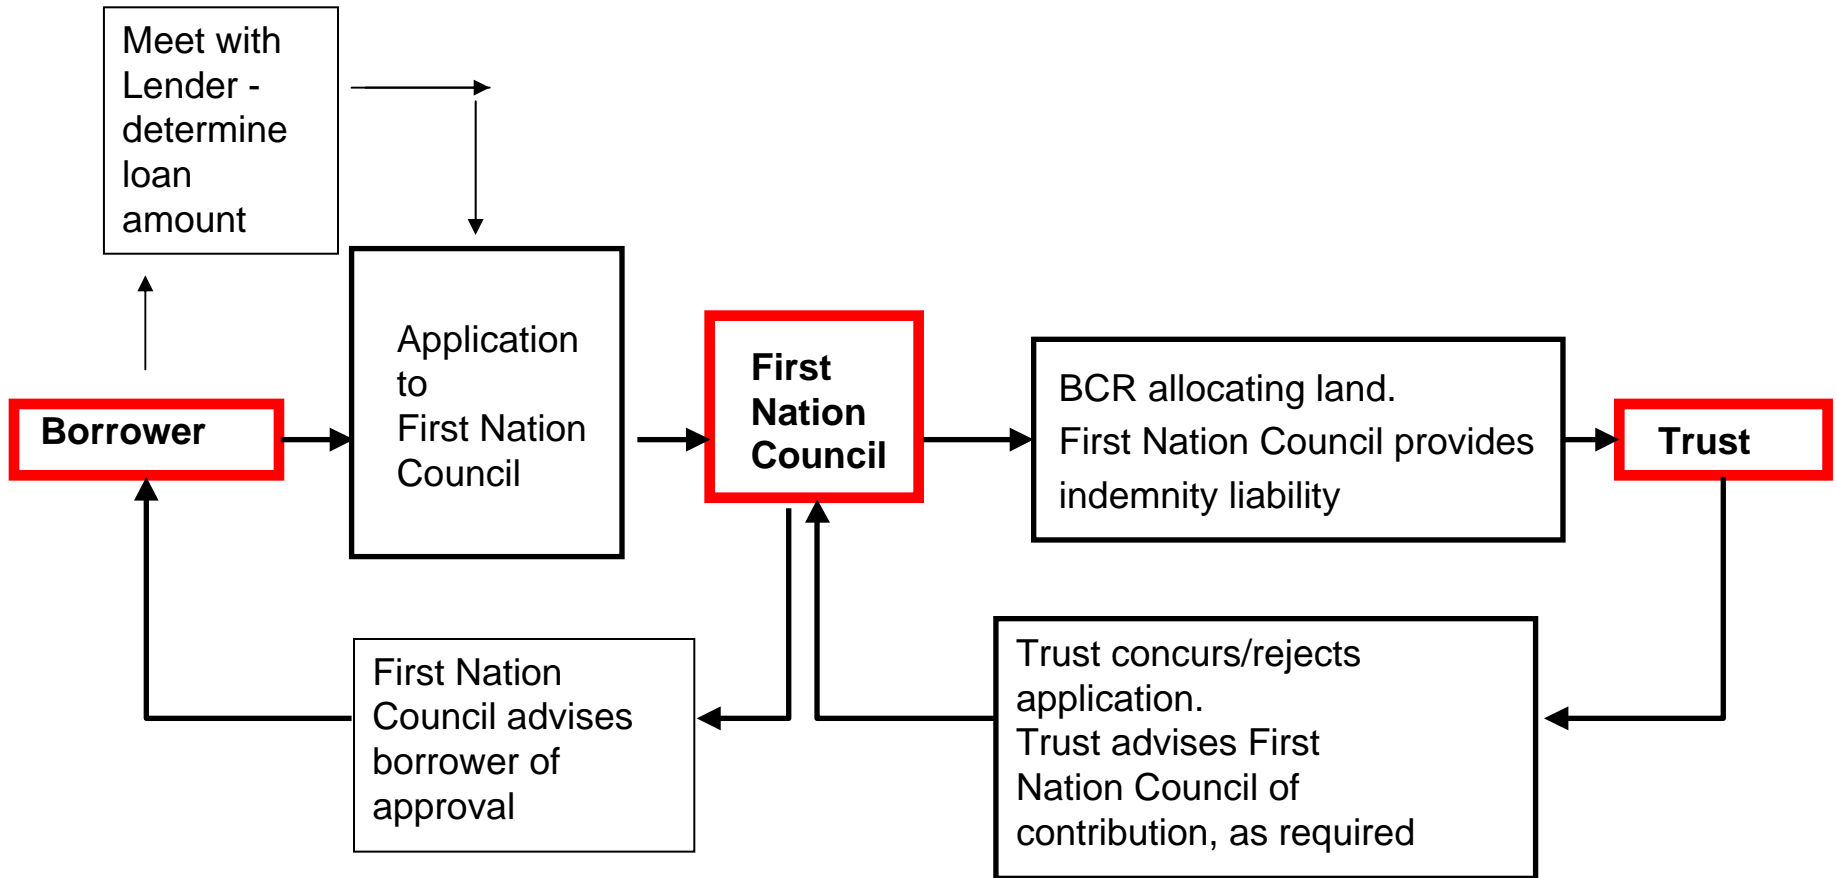 Meet with
Lender -
determine
loan
amount
Borrower
Application
to
First Nation
Council
First
Nation
Council
BCR allocating land.
First Nation Council provides
indemnity liability
Trust
First Nation
Council advises
borrower of
approval
Trust concurs/rejects
application.
Trust advises First
Nation Council of
contribution, as required